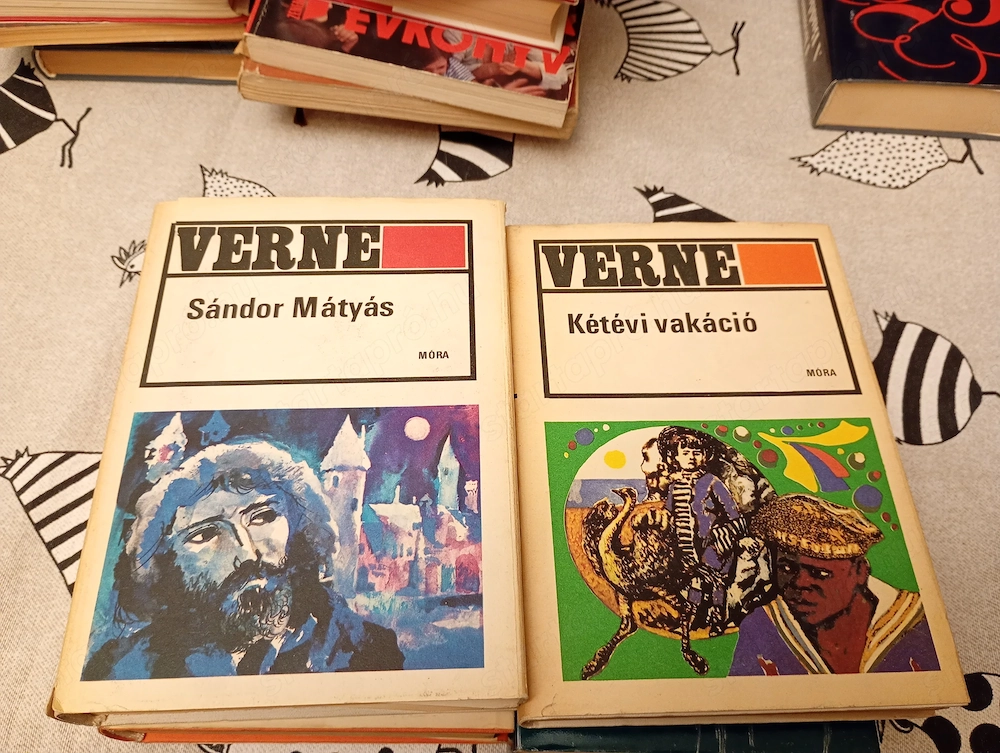 ÉVKÖNYV
VERNE
Sándor Mátyás
MÓRA
VERNE
Kétévi vakáció
MÓRA